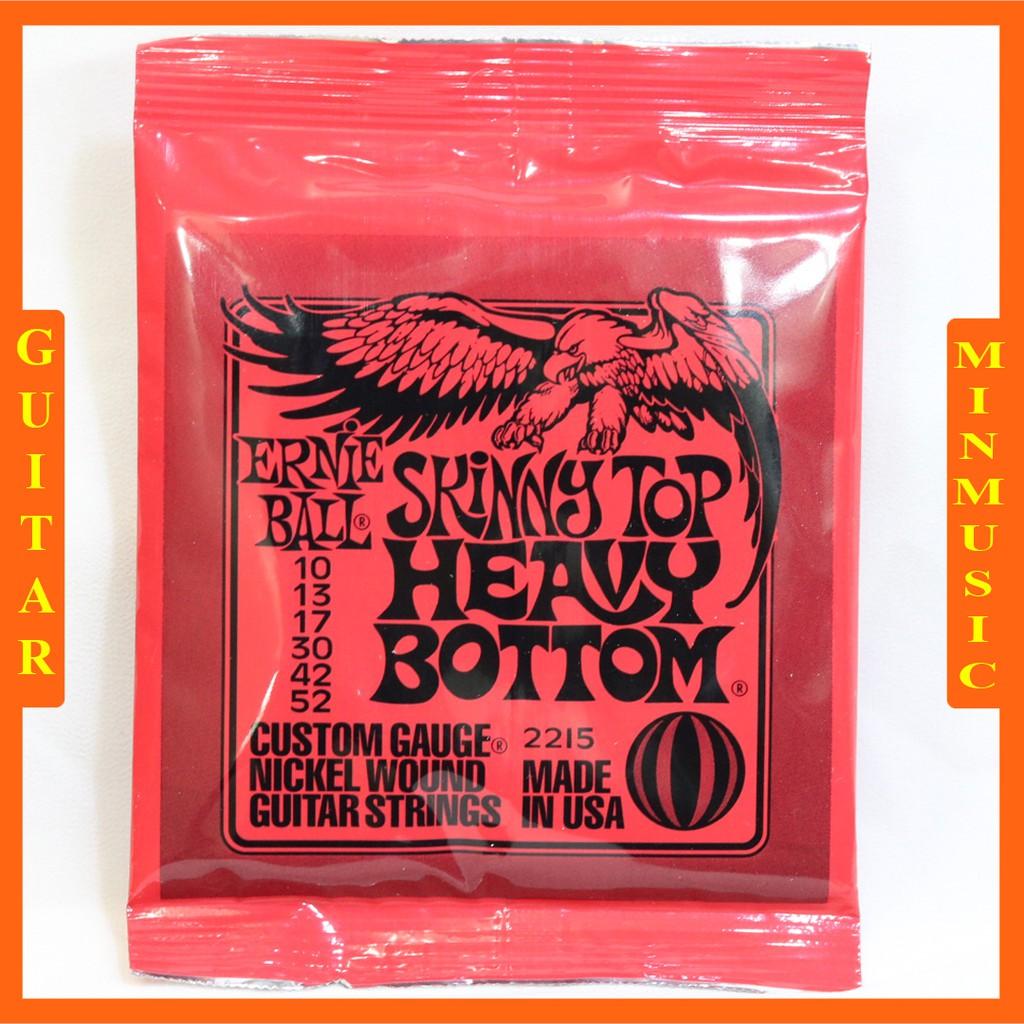 GUITAR
MINMUSIC
ERNIE
BALL®
SKINNY TOP
HEAVY
BOTTOM®
10
13
17
30
42
52
CUSTOM GAUGE®
NICKEL WOUND
GUITAR STRINGS
2215
MADE
IN USA